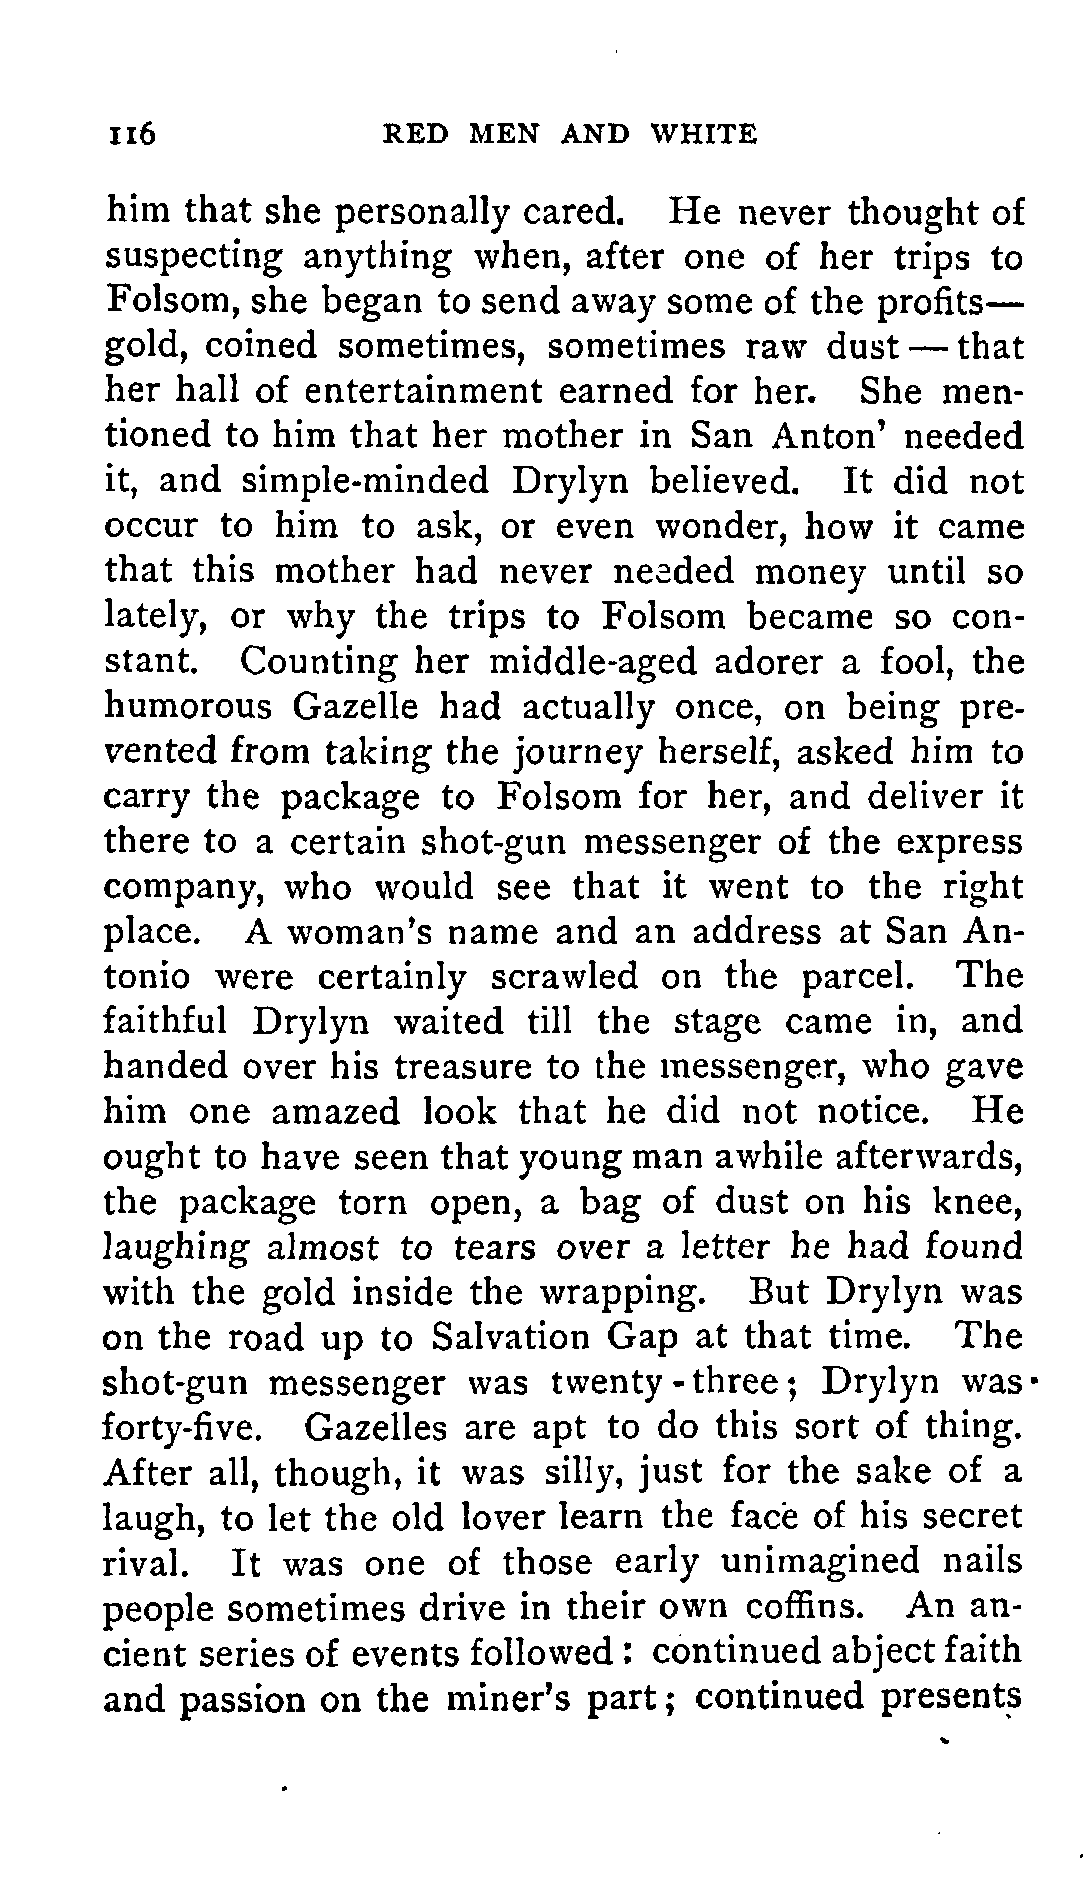 116 RED MEN AND WHITE
him that she personally cared. He never thought of
suspecting anything when, after one of her trips to
Folsom, she began to send away some of the profits—
gold, coined sometimes, sometimes raw dust — that
her hall of entertainment earned for her. She men-
tioned to him that her mother in San Anton' needed
it, and simple-minded Drylyn believed. It did not
occur to him to ask, or even wonder, how it came
that this mother had never needed money until so
lately, or why the trips to Folsom became so con-
stant. Counting her middle-aged adorer a fool, the
humorous Gazelle had actually once, on being pre-
vented from taking the journey herself, asked him to
carry the package to Folsom for her, and deliver it
there to a certain shot-gun messenger of the express
company, who would see that it went to the right
place. A woman's name and an address at San An-
tonio were certainly scrawled on the parcel. The
faithful Drylyn waited till the stage came in, and
handed over his treasure to the messenger, who gave
him one amazed look that he did not notice. He
ought to have seen that young man awhile afterwards,
the package torn open, a bag of dust on his knee,
laughing almost to tears over a letter he had found
with the gold inside the wrapping. But Drylyn was
on the road up to Salvation Gap at that time. The
shot-gun messenger was twenty-three; Drylyn was
forty-five. Gazelles are apt to do this sort of thing.
After all, though, it was silly, just for the sake of a
laugh, to let the old lover learn the face of his secret
rival. It was one of those early unimagined nails
people sometimes drive in their own coffins. An an-
cient series of events followed: continued abject faith
and passion on the miner's part; continued presents